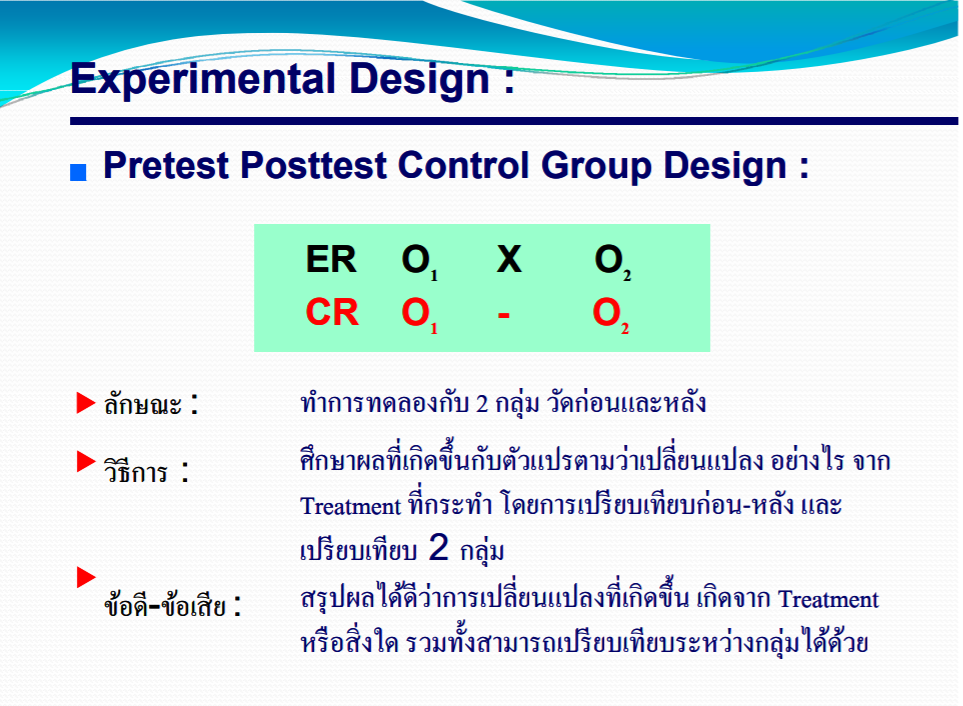 Experimental Design :
Pretest Posttest Control Group Design :
ER O₁ X O₂
CR O₁ - O₂
ลักษณะ : ทำการทดลองกับ 2 กลุ่ม วัดก่อนและหลัง
วิธีการ : ศึกษาผลที่เกิดขึ้นกับตัวแปรตามว่าเปลี่ยนแปลง อย่างไร จาก
Treatment ที่กระทำ โดยการเปรียบเทียบก่อน-หลัง และ
เปรียบเทียบ 2 กลุ่ม
ข้อดี-ข้อเสีย : สรุปผลได้ดีว่าการเปลี่ยนแปลงที่เกิดขึ้น เกิดจาก Treatment
หรือสิ่งใด รวมทั้งสามารถเปรียบเทียบระหว่างกลุ่มได้ด้วย